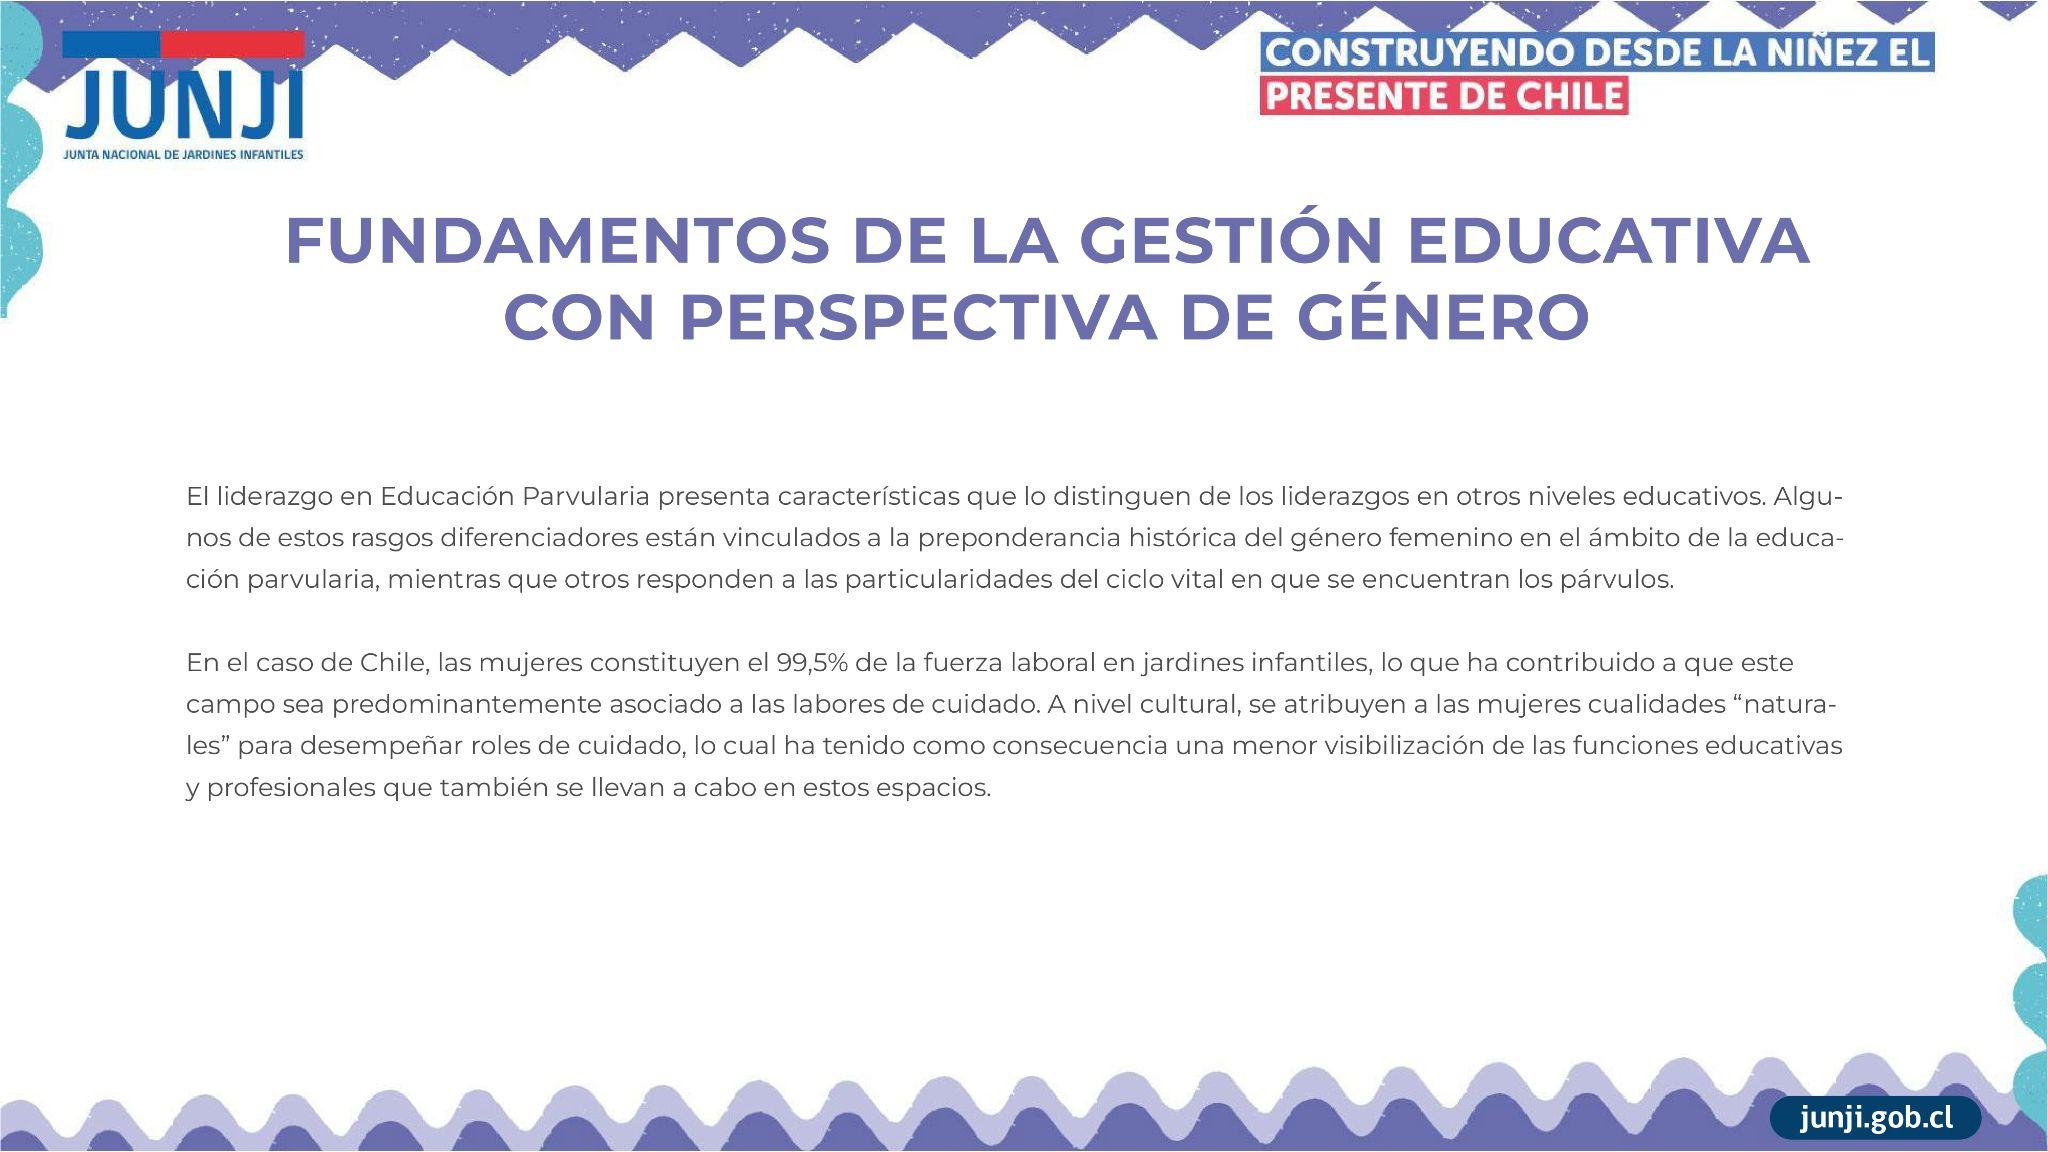 JUNJI
JUNTA NACIONAL DE JARDINES INFANTILES
CONSTRUYENDO DESDE LA NIÑEZ EL
PRESENTE DE CHILE
FUNDAMENTOS DE LA GESTIÓN EDUCATIVA
CON PERSPECTIVA DE GÉNERO
El liderazgo en Educación Parvularia presenta características que lo distinguen de los liderazgos en otros niveles educativos. Algu-
nos de estos rasgos diferenciadores están vinculados a la preponderancia histórica del género femenino en el ámbito de la educa-
ción parvularia, mientras que otros responden a las particularidades del ciclo vital en que se encuentran los párvulos.
En el caso de Chile, las mujeres constituyen el 99,5% de la fuerza laboral en jardines infantiles, lo que ha contribuido a que este
campo sea predominantemente asociado a las labores de cuidado. A nivel cultural, se atribuyen a las mujeres cualidades “natura-
les” para desempeñar roles de cuidado, lo cual ha tenido como consecuencia una menor visibilización de las funciones educativas
y profesionales que también se llevan a cabo en estos espacios.
junji.gob.cl